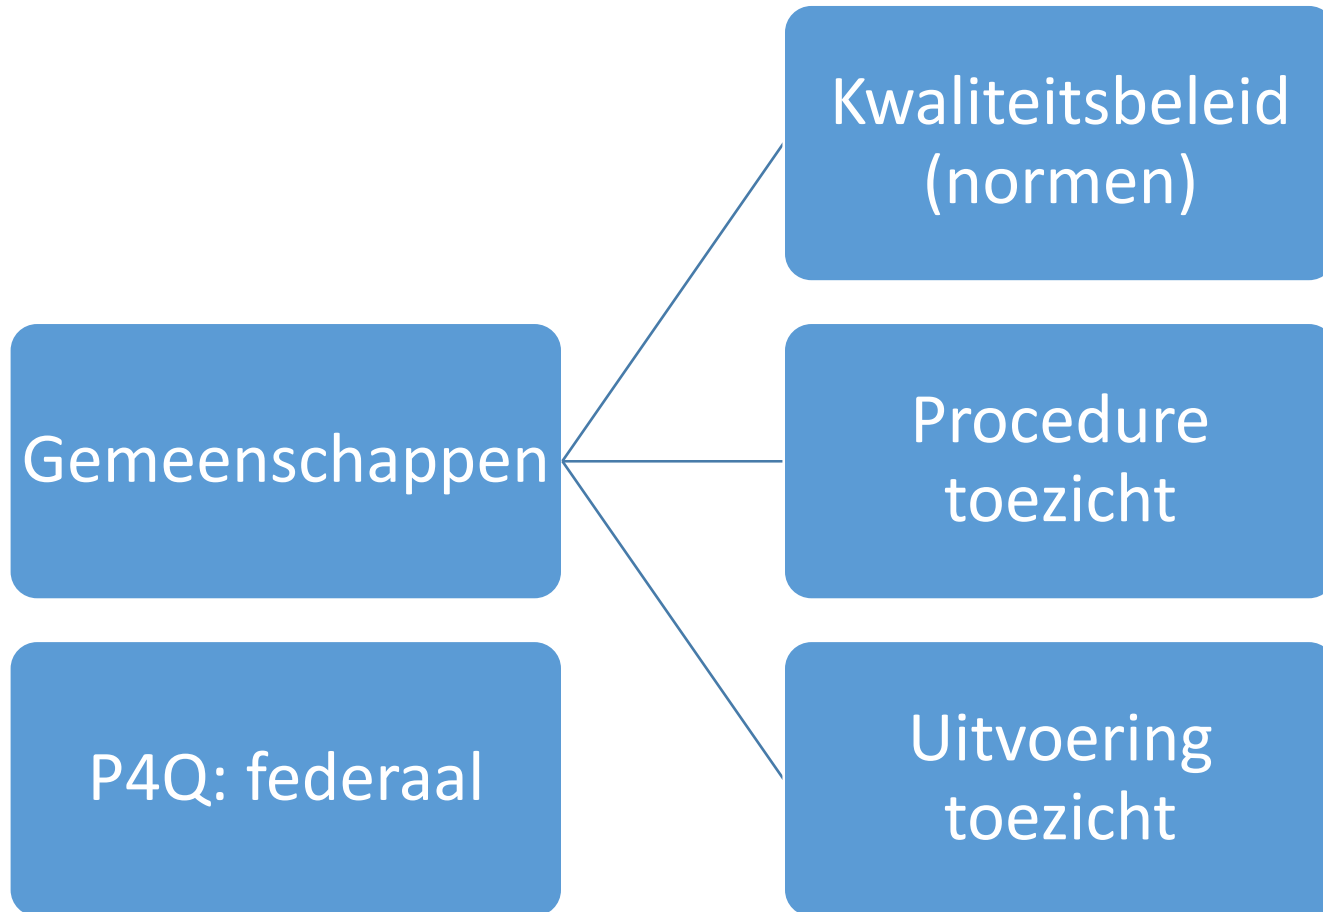 Gemeenschappen
P4Q: federaal
Kwaliteitsbeleid
(normen)
Procedure
toezicht
Uitvoering
toezicht